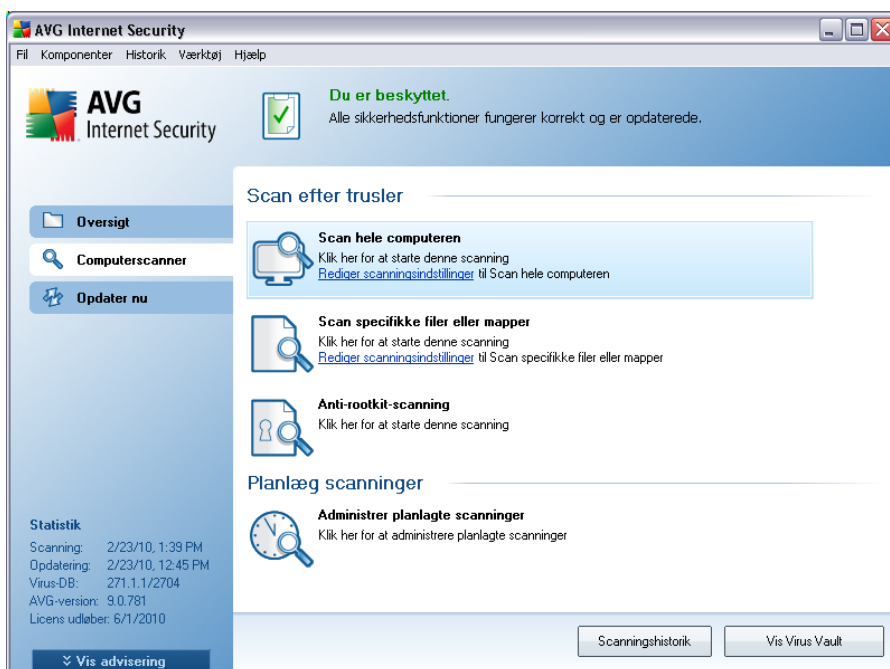 AVG Internet Security
Fil Komponenter Historik Værktøj Hjælp
AVG
Internet Security
Du er beskyttet.
Alle sikkerhedsfunktioner fungerer korrekt og er opdaterede.
Oversigt
Computerscanner
Opdater nu
Scan efter trusler
Scan hele computeren
Klik her for at starte denne scanning
Rediger scanningsindstillinger til Scan hele computeren
Scan specifikke filer eller mapper
Klik her for at starte denne scanning
Rediger scanningsindstillinger til Scan specifikke filer eller mapper
Anti-rootkit-scanning
Klik her for at starte denne scanning
Planlæg scanninger
Administrer planlagte scanninger
Klik her for at administrere planlagte scanninger
Statistik
Scanning: 2/23/10, 1:39 PM
Opdatering: 2/23/10, 12:45 PM
Virus-DB: 271.1.1/2704
AVG-version: 9.0.781
Licens udløber: 6/1/2010
Vis advisering
Scanningshistorik
Vis Virus Vault